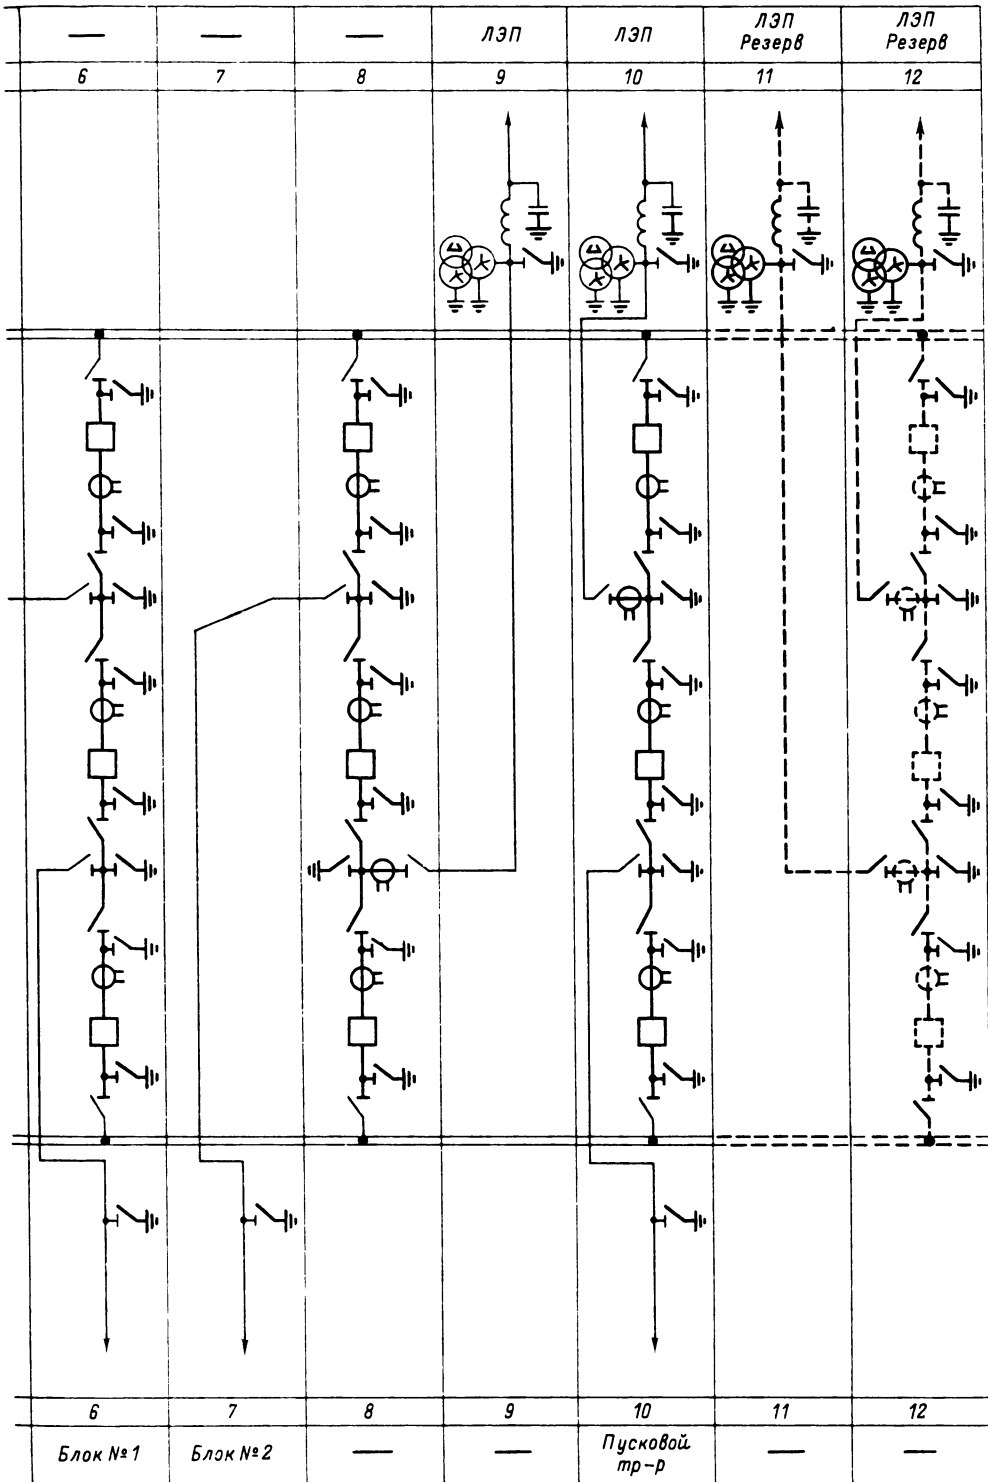 — — — ЛЭП ЛЭП ЛЭП Резерв ЛЭП Резерв
6 7 8 9 10 11 12
6 7 8 9 10 11 12
Блок №1 Блок №2 — — Пусковой тр-р — —